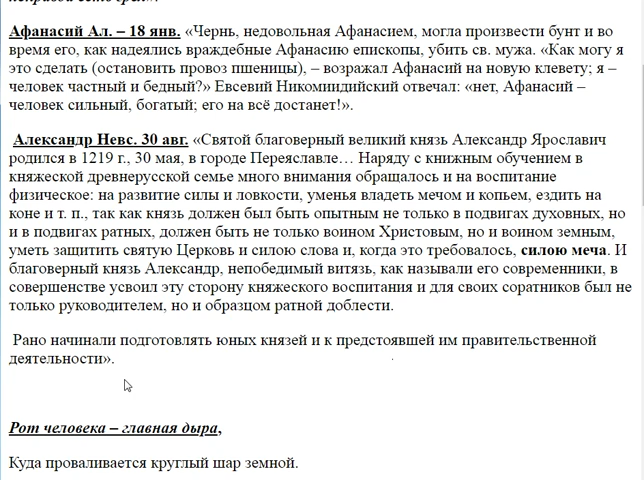 Афанасий Ал. – 18 янв. «Чернь, недовольная Афанасием, могла произвести бунт и во
время его, как надеялись враждебные Афанасию епископы, убить св. мужа. «Как могу я
это сделать (остановить провоз пшеницы), – возражал Афанасий на новую клевету; я –
человек частный и бедный?» Евсевий Никомиидийский отвечал: «нет, Афанасий –
человек сильный, богатый; его на всё достанет!».
Александр Невс. 30 авг. «Святой благоверный великий князь Александр Ярославич
родился в 1219 г., 30 мая, в городе Переяславле… Наряду с книжным обучением в
княжеской древнерусской семье много внимания обращалось и на воспитание
физическое: на развитие силы и ловкости, уменья владеть мечом и копьем, ездить на
коне и т. п., так как князь должен был быть опытным не только в подвигах духовных, но
и в подвигах ратных, должен быть не только воином Христовым, но и воином земным,
уметь защитить святую Церковь и силою слова и, когда это требовалось, силою меча. И
благоверный князь Александр, непобедимый витязь, как называли его современники, в
совершенстве усвоил эту сторону княжеского воспитания и для своих соратников был не
только руководителем, но и образцом ратной доблести.
Рано начинали подготовлять юных князей и к предстоявшей им правительственной
деятельности».
Рот человека – главная дыра,
Куда проваливается круглый шар земной.